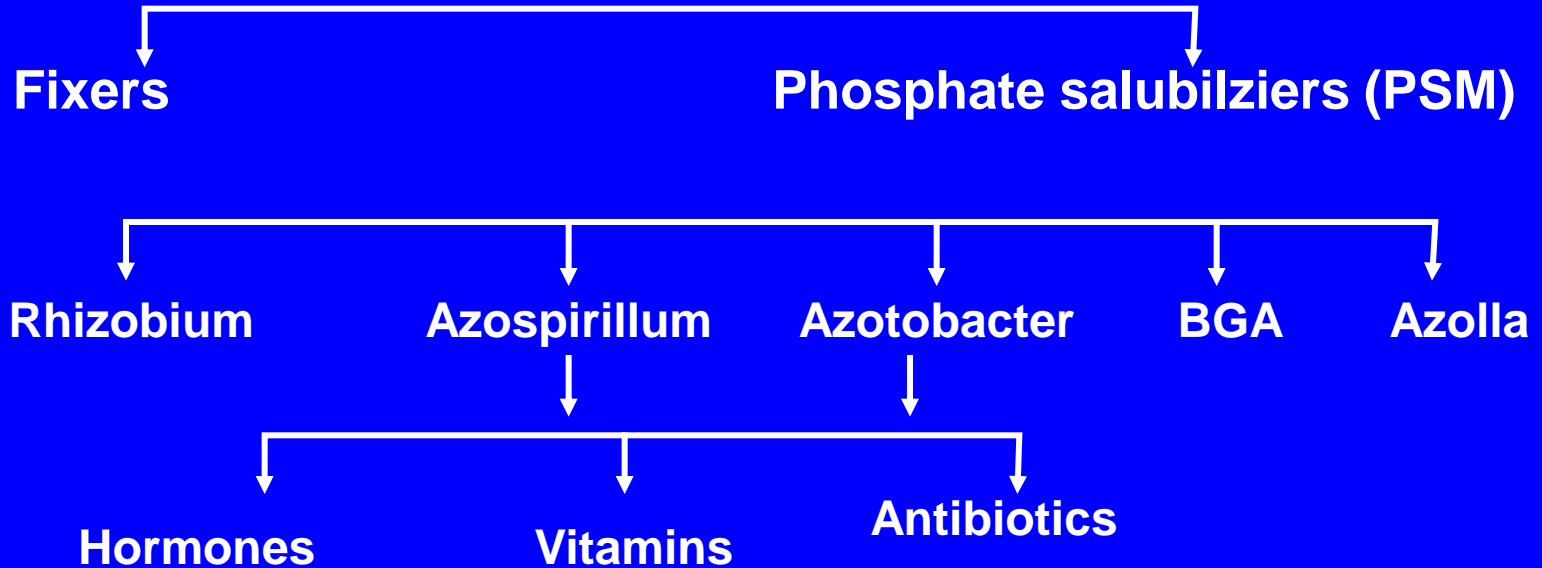 Fixers Phosphate salubilziers (PSM)
Rhizobium Azospirillum Azotobacter BGA Azolla
Hormones Vitamins Antibiotics